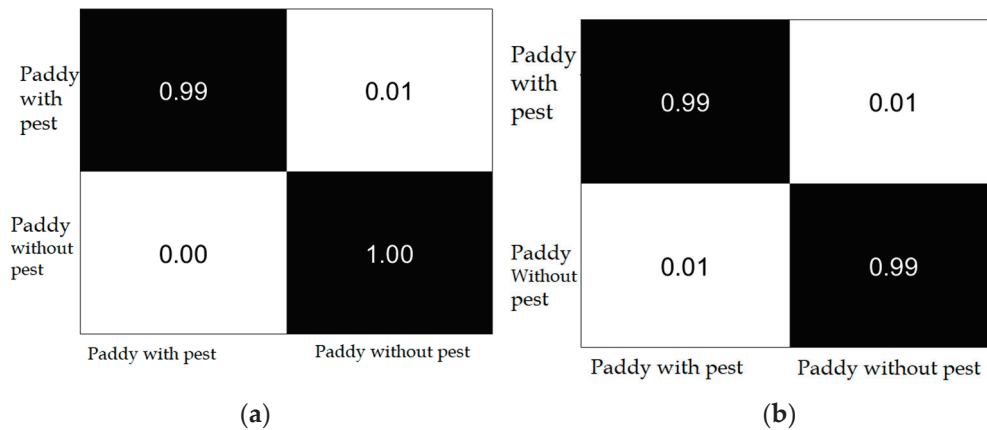 Paddy
with
pest
0.99
0.01
Paddy
without
pest
0.00
1.00
Paddy with pest
Paddy without pest
(a)
Paddy
with
pest
0.99
0.01
Paddy
Without
pest
0.01
0.99
Paddy with pest
Paddy without pest
(b)